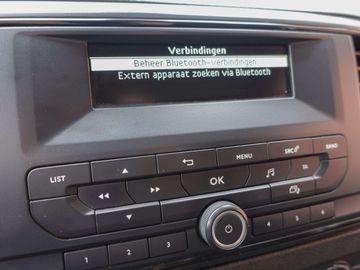 Verbindingen
Beheer Bluetooth-verbindingen
Extern apparaat zoeken via Bluetooth
MENU
SRC
BAND
LIST
OK
TA
1
2
3
4
5
6